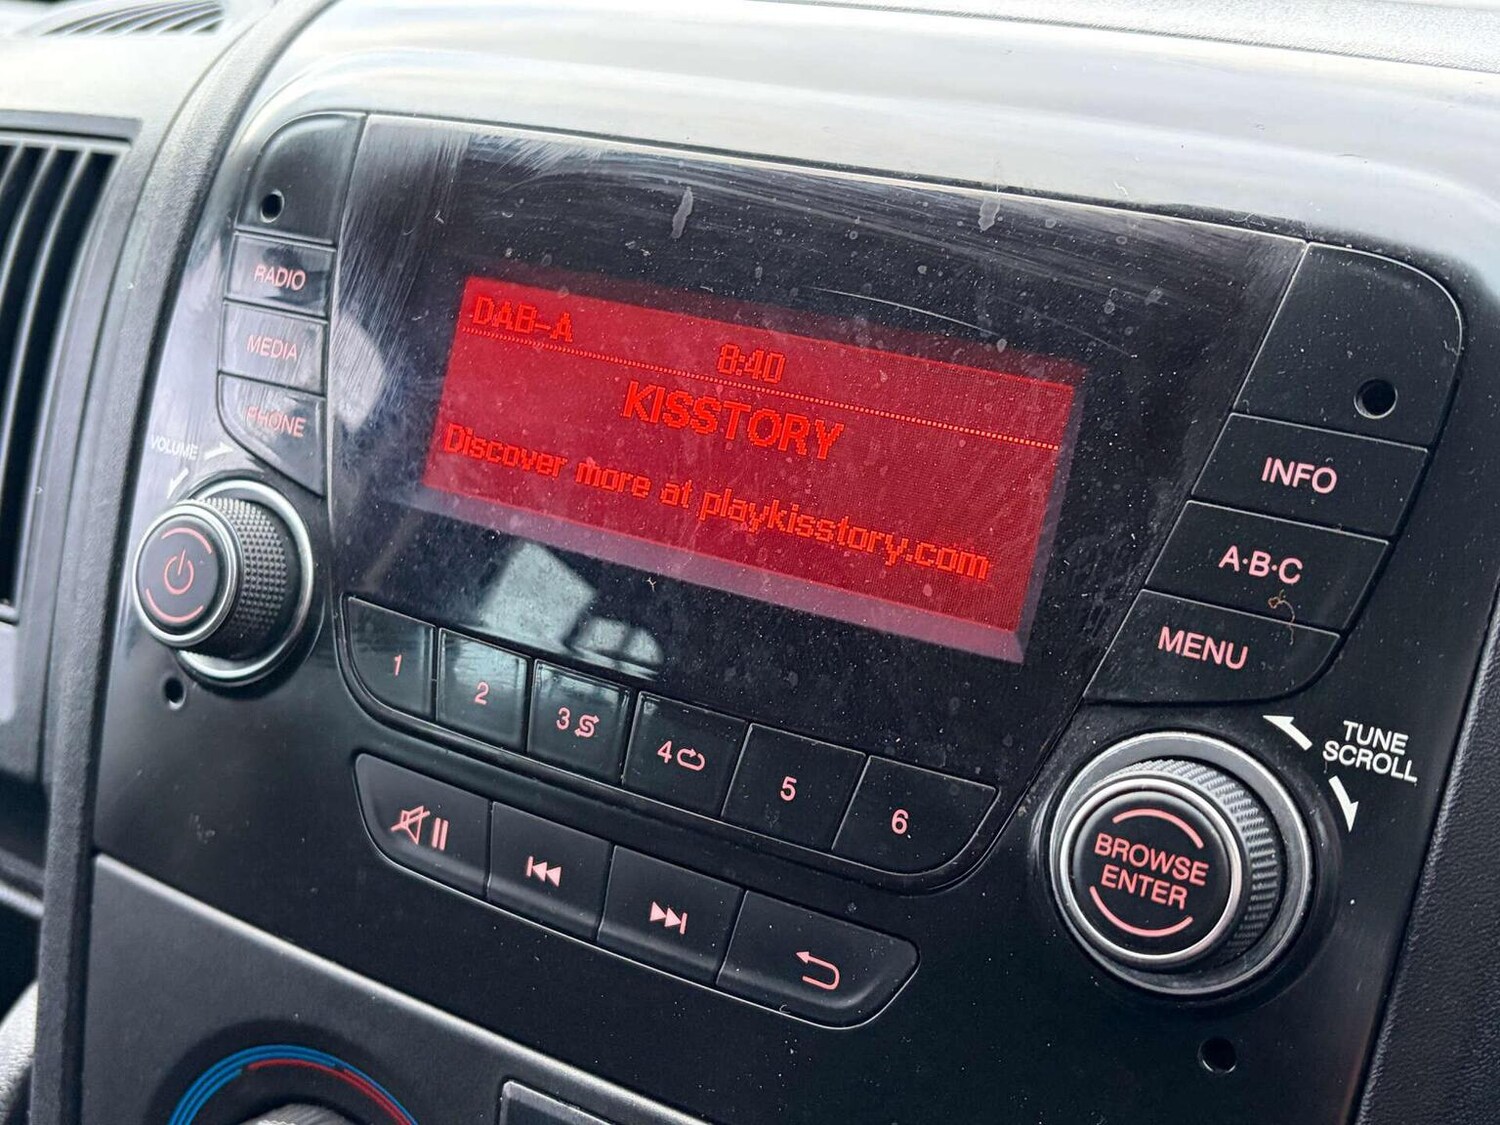 DAB-A
8:40
KISSTORY
Discover more at playkisstory.com
RADIO
MEDIA
PHONE
VOLUME
INFO
A·B·C
MENU
1
2
3
4
5
6
TUNE
SCROLL
BROWSE
ENTER